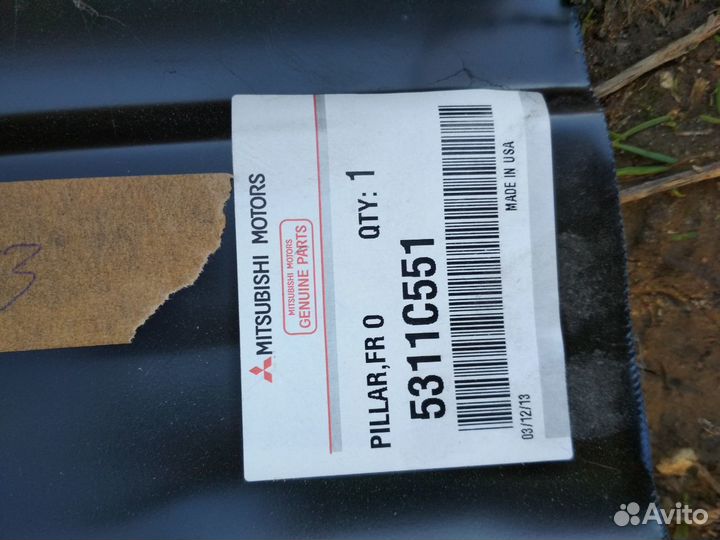 MITSUBISHI MOTORS
MITSUBISHI MOTORS
GENUINE PARTS
PILLAR,FR O QTY: 1
5311C551
03/12/13 MADE IN USA
Avito